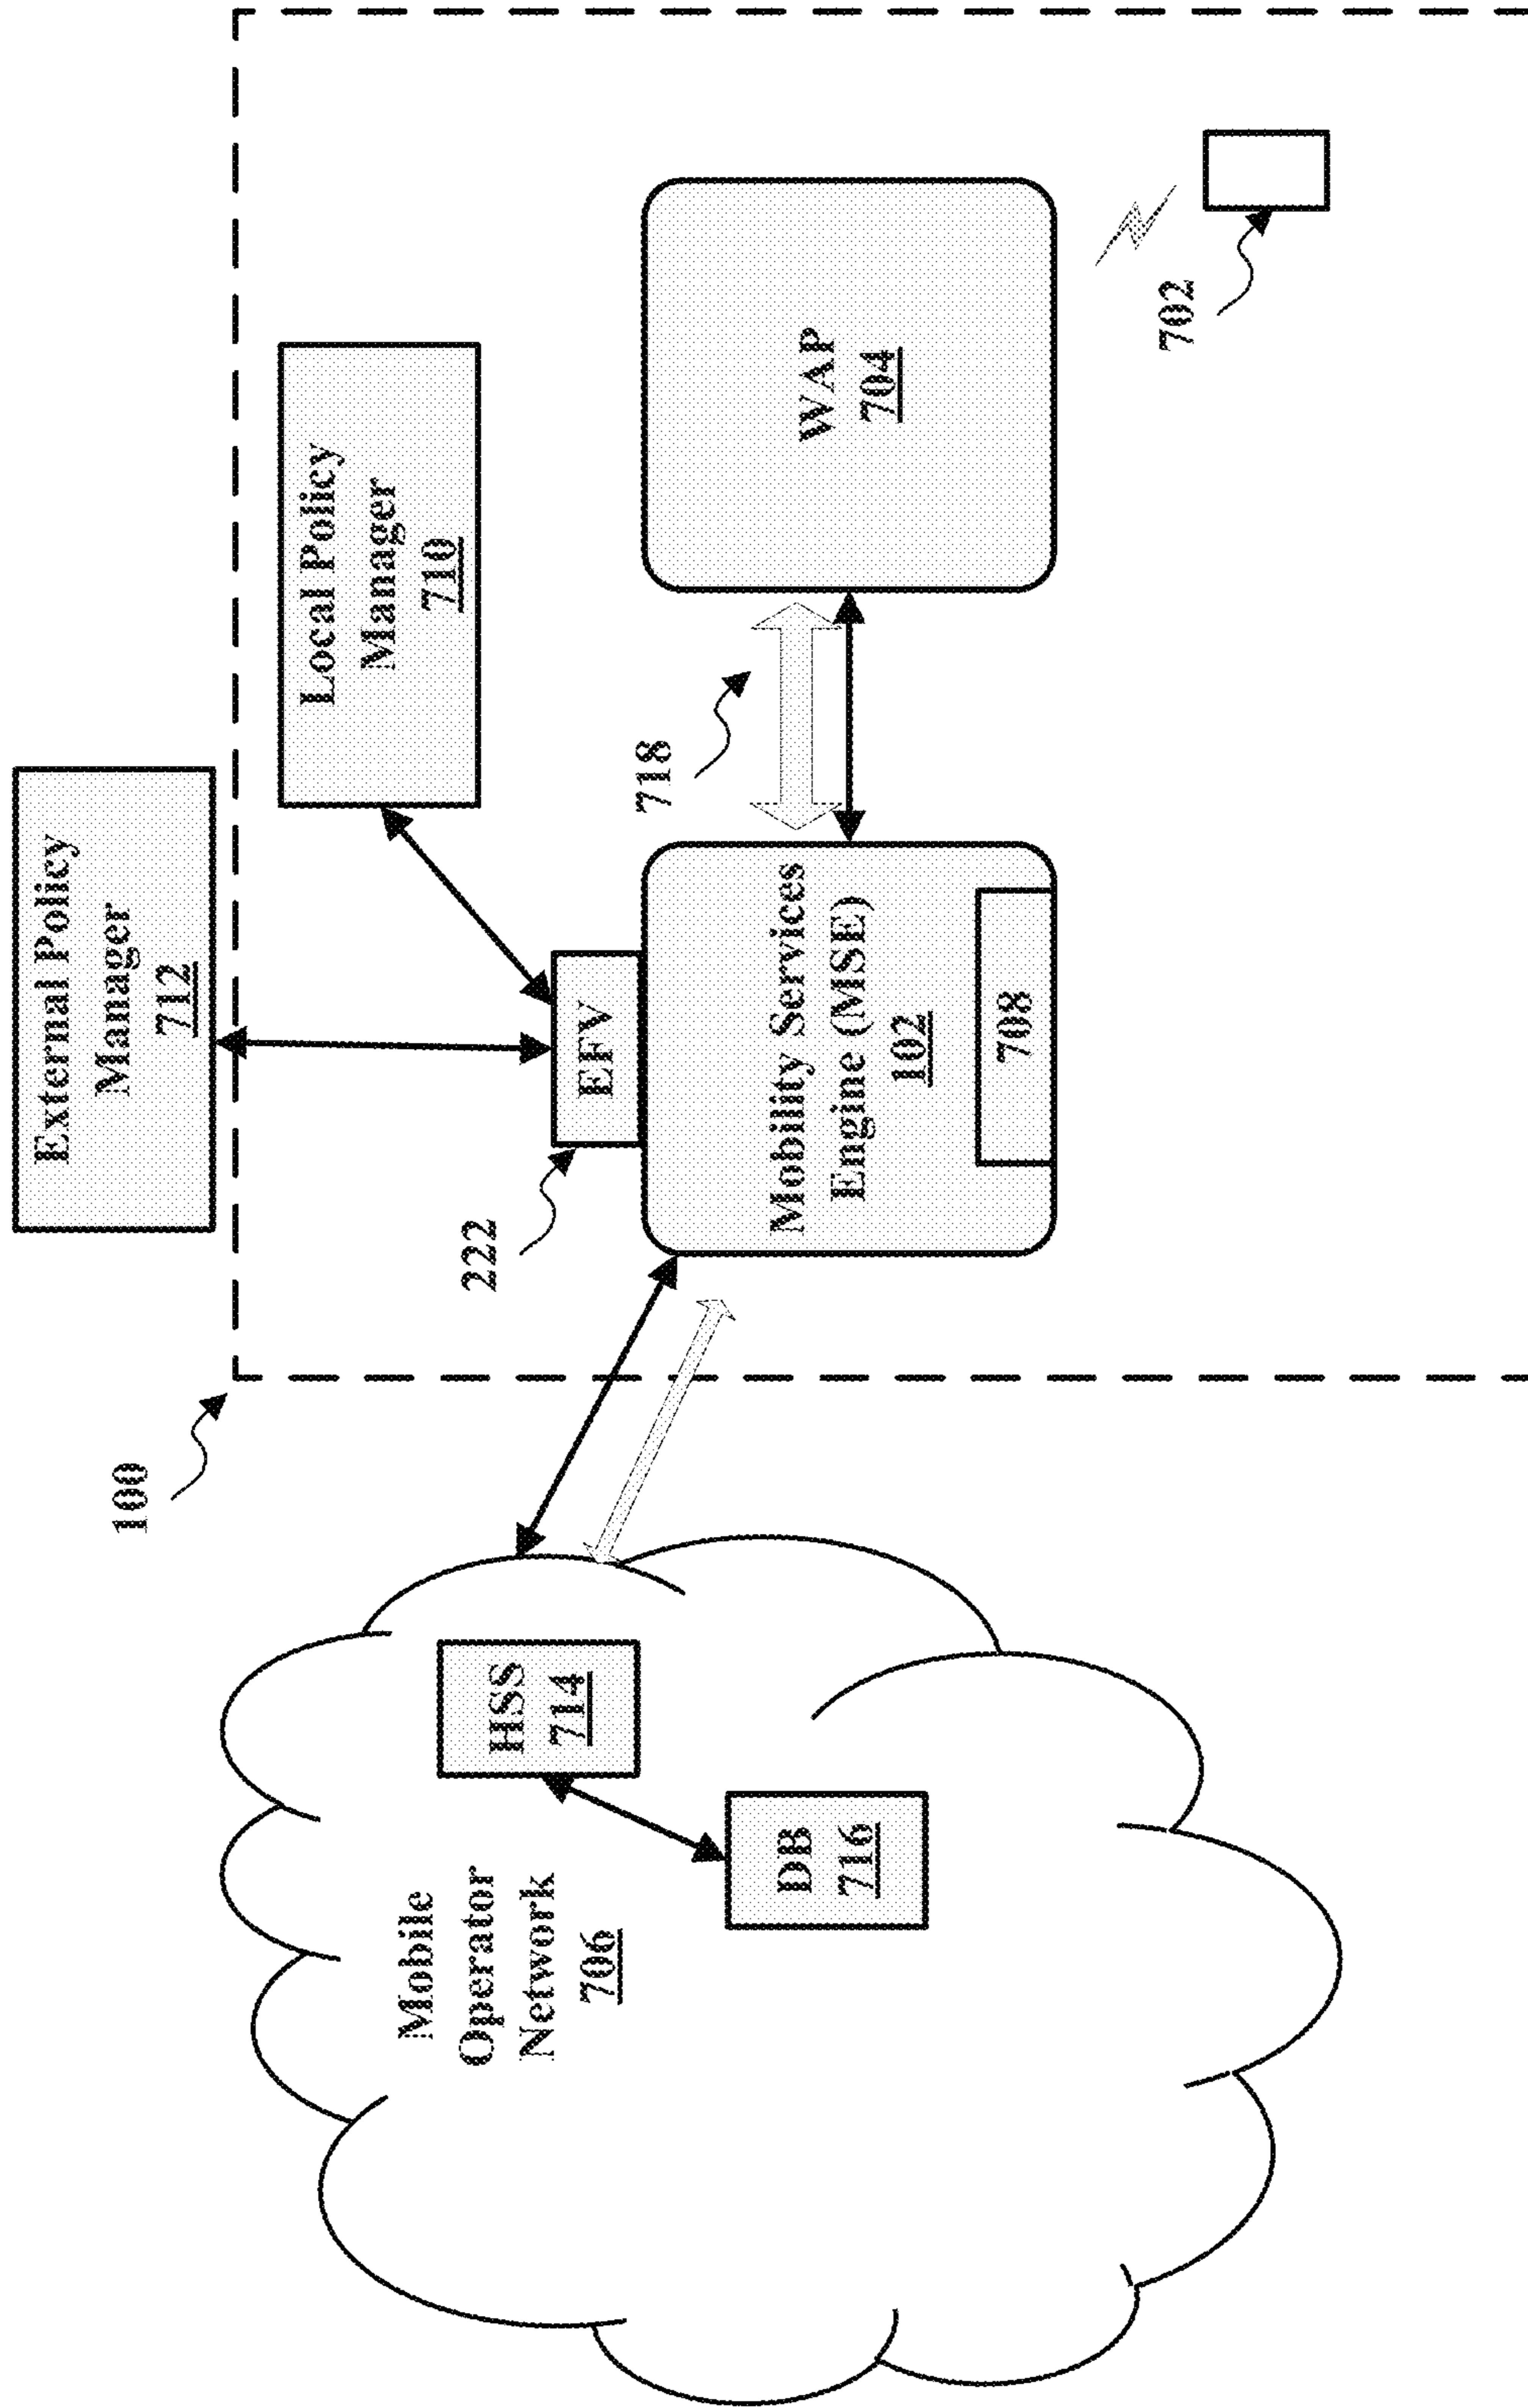 External Policy
Manager
712
100
Local Policy
Manager
710
222
EFV
718
Mobility Services
Engine (MSE)
102
708
WAP
704
702
HSS
714
Mobile
Operator
Network
706
DB
716